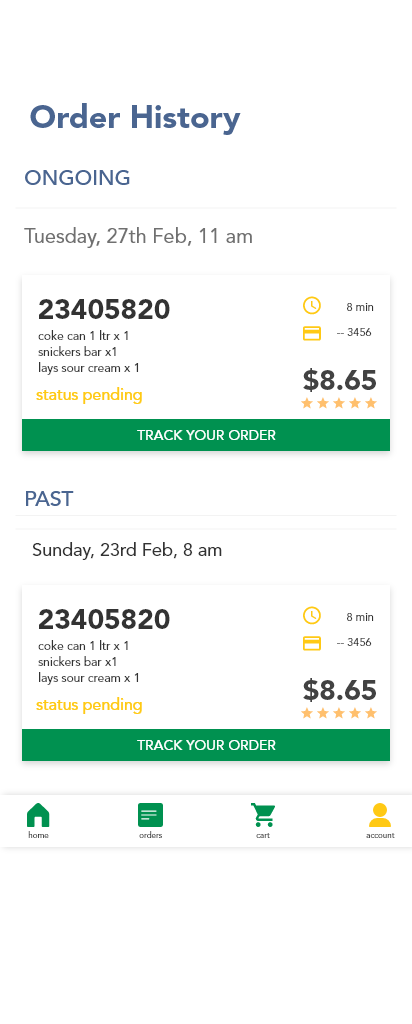 Order History
ONGOING
Tuesday, 27th Feb, 11 am
23405820
coke can 1 ltr x 1
snickers bar x1
lays sour cream x 1
status pending
8 min
-- 3456
$8.65
TRACK YOUR ORDER
PAST
Sunday, 23rd Feb, 8 am
23405820
coke can 1 ltr x 1
snickers bar x1
lays sour cream x 1
status pending
8 min
-- 3456
$8.65
TRACK YOUR ORDER
home
orders
cart
account